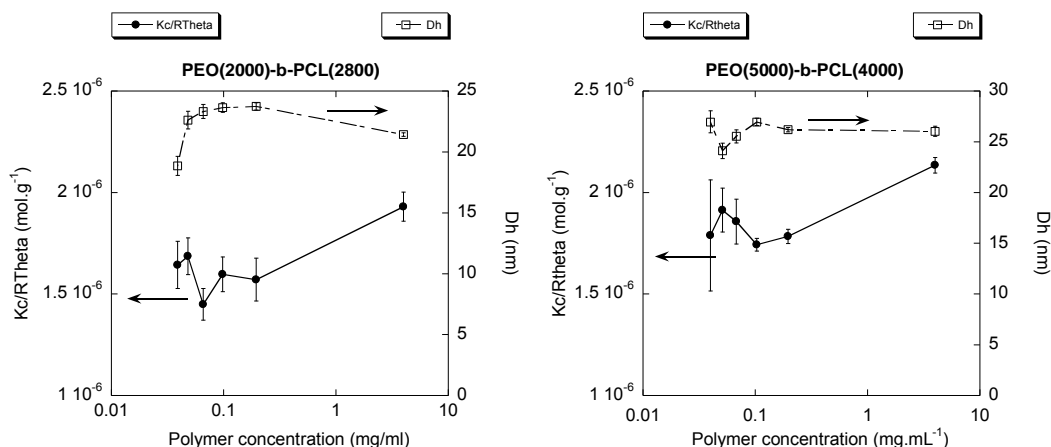 Kc/RTheta
Dh
PEO(2000)-b-PCL(2800)
2.5 10-6
2 10-6
1.5 10-6
1 10-6
Kc/RTheta (mol.g-1)
25
20
15
10
5
0
Dh (nm)
0.01
0.1
1
10
Polymer concentration (mg/ml)
Kc/Rtheta
Dh
PEO(5000)-b-PCL(4000)
2.5 10-6
2 10-6
1.5 10-6
1 10-6
Kc/Rtheta (mol.g-1)
30
25
20
15
10
5
0
Dh (nm)
0.01
0.1
1
10
Polymer concentration (mg.mL-1)